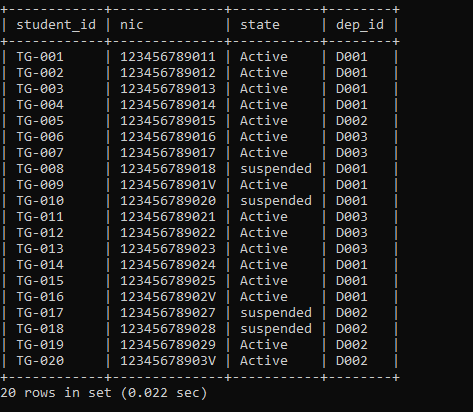 +------------+--------------+-----------+--------+
| student_id | nic          | state     | dep_id |
+------------+--------------+-----------+--------+
| TG-001     | 123456789011 | Active    | D001   |
| TG-002     | 123456789012 | Active    | D001   |
| TG-003     | 123456789013 | Active    | D001   |
| TG-004     | 123456789014 | Active    | D001   |
| TG-005     | 123456789015 | Active    | D002   |
| TG-006     | 123456789016 | Active    | D003   |
| TG-007     | 123456789017 | Active    | D003   |
| TG-008     | 123456789018 | suspended | D001   |
| TG-009     | 12345678901V | Active    | D001   |
| TG-010     | 123456789020 | suspended | D001   |
| TG-011     | 123456789021 | Active    | D003   |
| TG-012     | 123456789022 | Active    | D003   |
| TG-013     | 123456789023 | Active    | D003   |
| TG-014     | 123456789024 | Active    | D001   |
| TG-015     | 123456789025 | Active    | D001   |
| TG-016     | 12345678902V | Active    | D001   |
| TG-017     | 123456789027 | suspended | D002   |
| TG-018     | 123456789028 | suspended | D002   |
| TG-019     | 123456789029 | Active    | D002   |
| TG-020     | 12345678903V | Active    | D002   |
+------------+--------------+-----------+--------+
20 rows in set (0.022 sec)